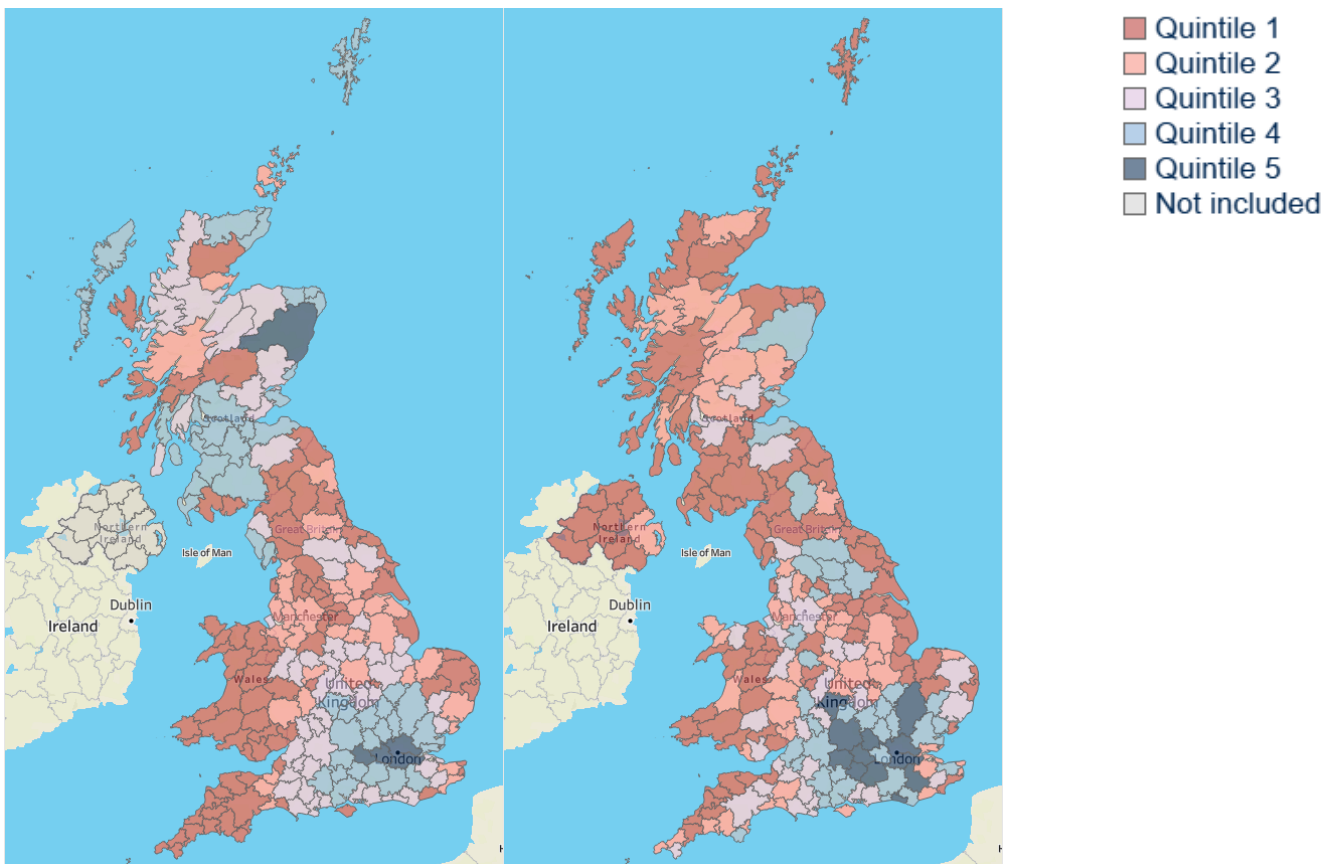 Quintile 1
Quintile 2
Quintile 3
Quintile 4
Quintile 5
Not included
Scotland
Northern
Ireland
Great Britain
Isle of Man
Dublin
Ireland
Manchester
Wales
United
Kingdom
London
H
Scotland
Northern
Ireland
Great Britain
Isle of Man
Dublin
Ireland
Manchester
Wales
United
Kingdom
London
H